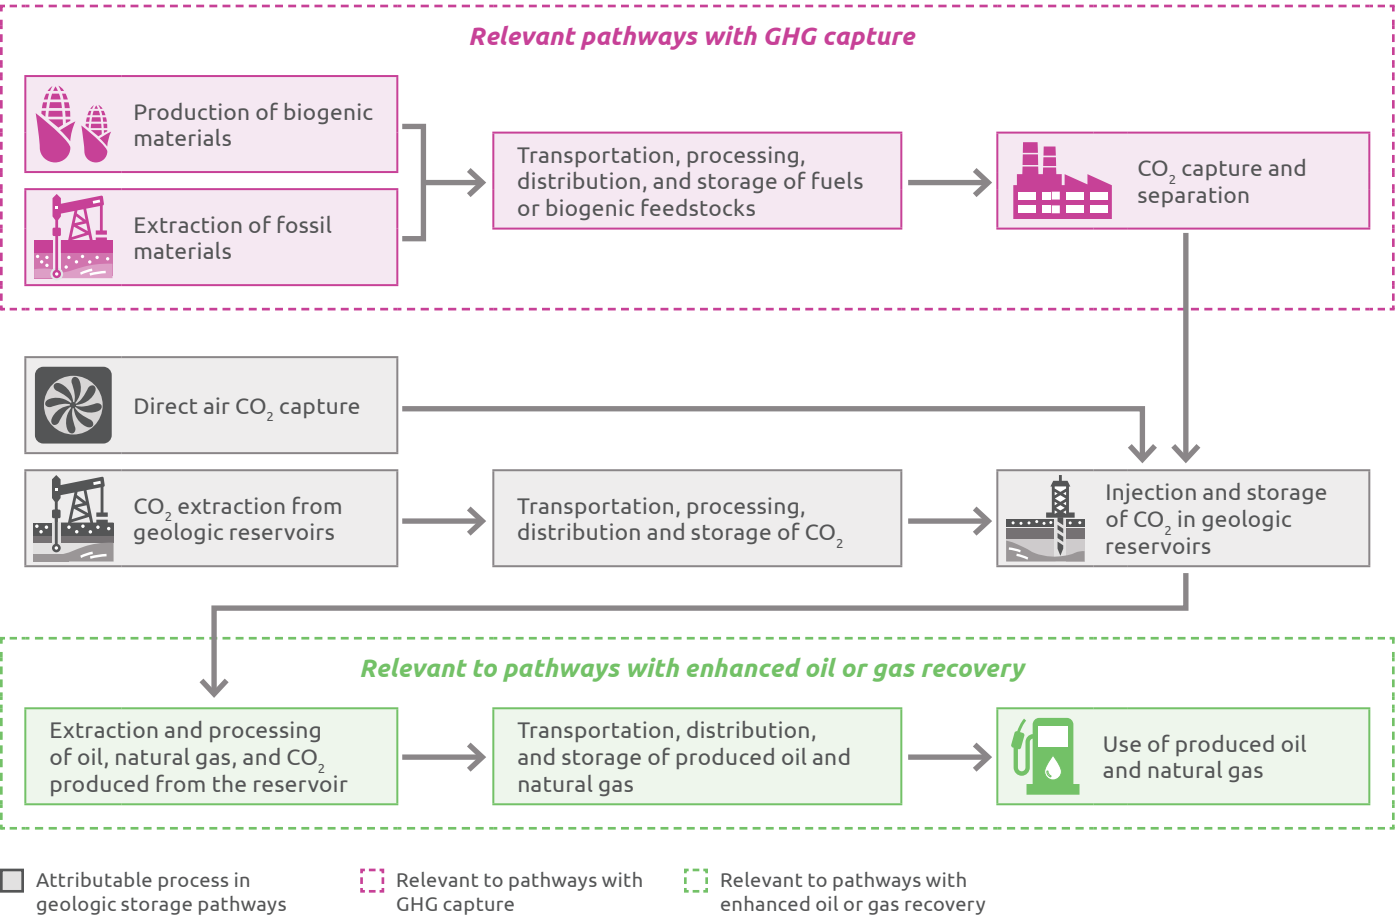 Relevant pathways with GHG capture
Production of biogenic
materials
Extraction of fossil
materials
Transportation, processing,
distribution, and storage of fuels
or biogenic feedstocks
CO₂ capture and
separation
Direct air CO₂ capture
CO₂ extraction from
geologic reservoirs
Transportation, processing,
distribution and storage of CO₂
Injection and storage
of CO₂ in geologic
reservoirs
Relevant to pathways with enhanced oil or gas recovery
Extraction and processing
of oil, natural gas, and CO₂
produced from the reservoir
Transportation, distribution,
and storage of produced oil and
natural gas
Use of produced oil
and natural gas
Attributable process in
geologic storage pathways
Relevant to pathways with
GHG capture
Relevant to pathways with
enhanced oil or gas recovery